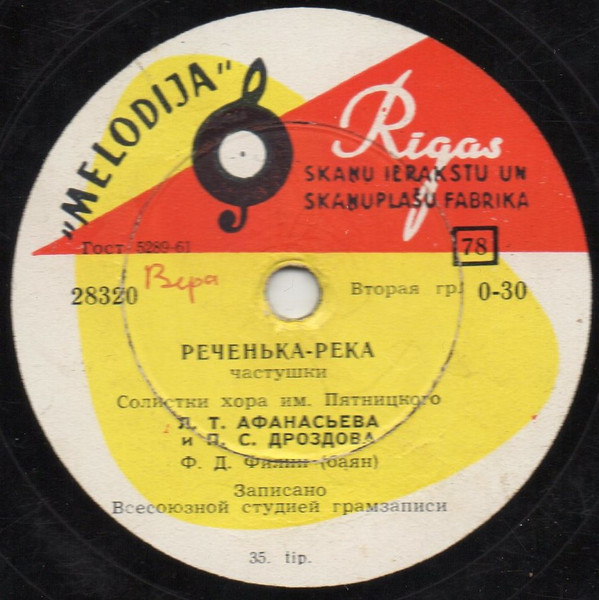 „MELODIJA"
Rīgas
SKAŅU IERAKSTU UN
SKAŅUPLAŠU FABRIKA
Гост 5289-61
78
28320
Вера
Вторая гр.
0-30
РЕЧЕНЬКА-РЕКА
частушки
Солистки хора им. Пятницкого
Л. Т. АФАНАСЬЕВА
и П. С. ДРОЗДОВА
Ф. Д. Филин (баян)
Записано
Всесоюзной студией грамзаписи
35. tip.